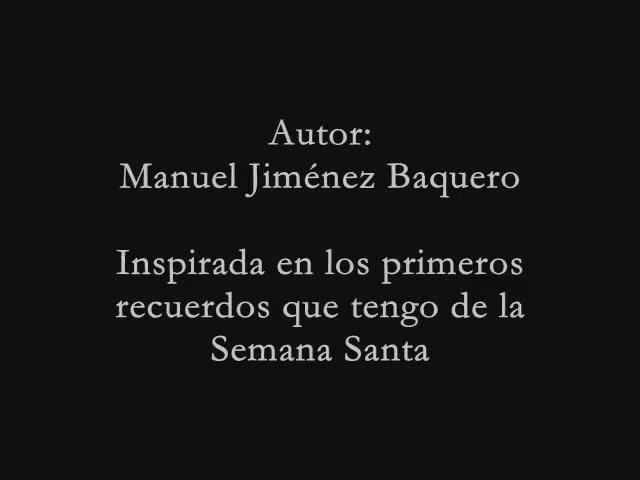 Autor:
Manuel Jiménez Baquero
Inspirada en los primeros
recuerdos que tengo de la
Semana Santa